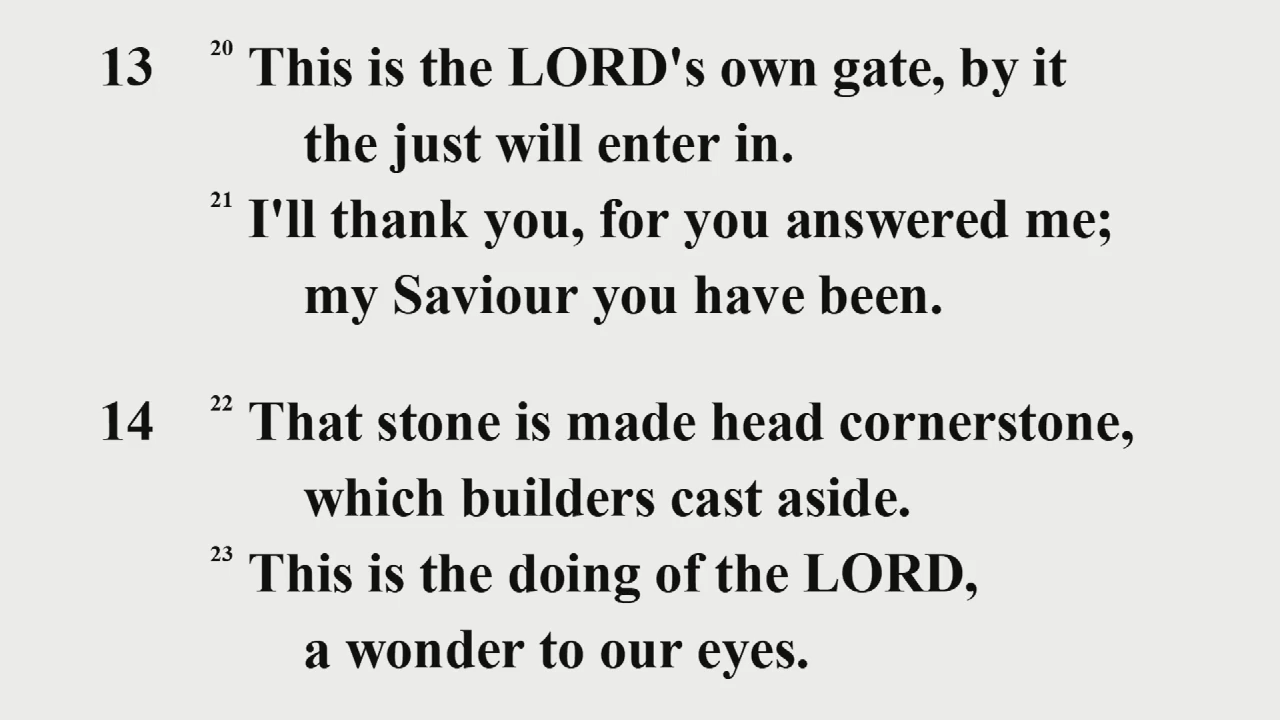 13 20 This is the LORD's own gate, by it
the just will enter in.
21 I'll thank you, for you answered me;
my Saviour you have been.
14 22 That stone is made head cornerstone,
which builders cast aside.
23 This is the doing of the LORD,
a wonder to our eyes.